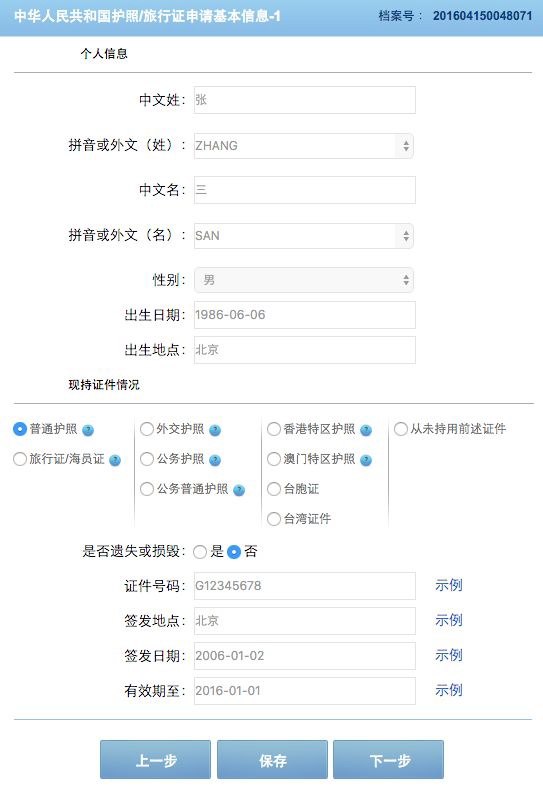 中华人民共和国护照/旅行证申请基本信息-1 档案号： 201604150048071
个人信息
中文姓： 张
拼音或外文（姓）： ZHANG
中文名： 三
拼音或外文（名）： SAN
性别： 男
出生日期： 1986-06-06
出生地点： 北京
现持证件情况
普通护照 ? 外交护照 ? 香港特区护照 ? 从未持用前述证件
旅行证/海员证 ? 公务护照 ? 澳门特区护照 ?
公务普通护照 ? 台胞证
台湾证件
是否遗失或损毁： 是 否
证件号码： G12345678 示例
签发地点： 北京 示例
签发日期： 2006-01-02 示例
有效期至： 2016-01-01 示例
上一步 保存 下一步